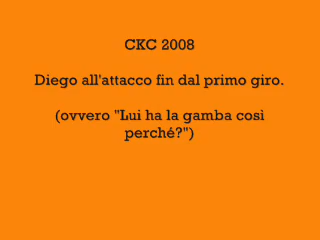 CKC 2008
Diego all'attacco fin dal primo giro.
(ovvero "Lui ha la gamba così
perché?")